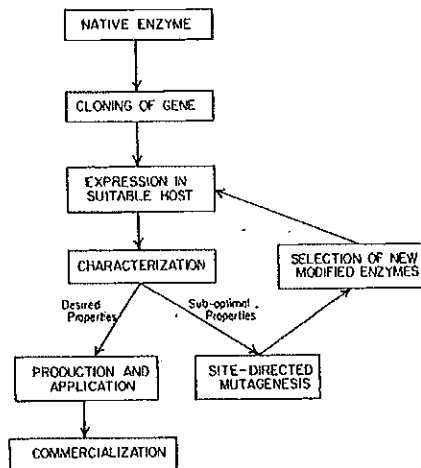 NATIVE ENZYME
CLONING OF GENE
EXPRESSION IN
SUITABLE HOST
CHARACTERIZATION
SELECTION OF NEW
MODIFIED ENZYMES
Desired
Properties
Sub-optimal
Properties
PRODUCTION AND
APPLICATION
SITE-DIRECTED
MUTAGENESIS
COMMERCIALIZATION